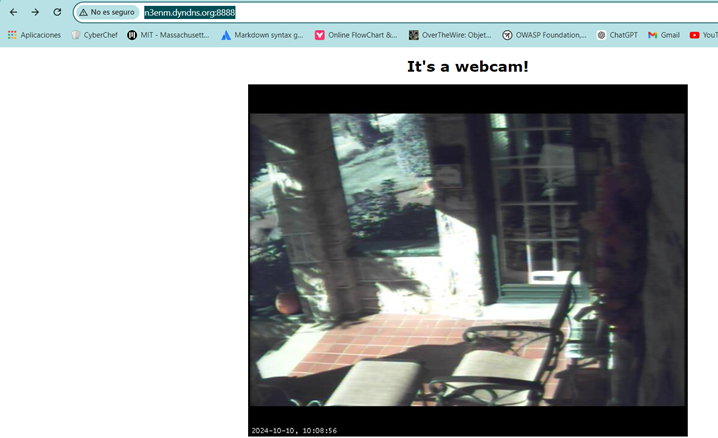 No es seguro n3enm.dyndns.org:8888
Aplicaciones CyberChef MIT - Massachusett... Markdown syntax g... Online FlowChart &... OverTheWire: Objet... OWASP Foundation,... ChatGPT Gmail YouT
It's a webcam!
2024-10-10, 10:08:56